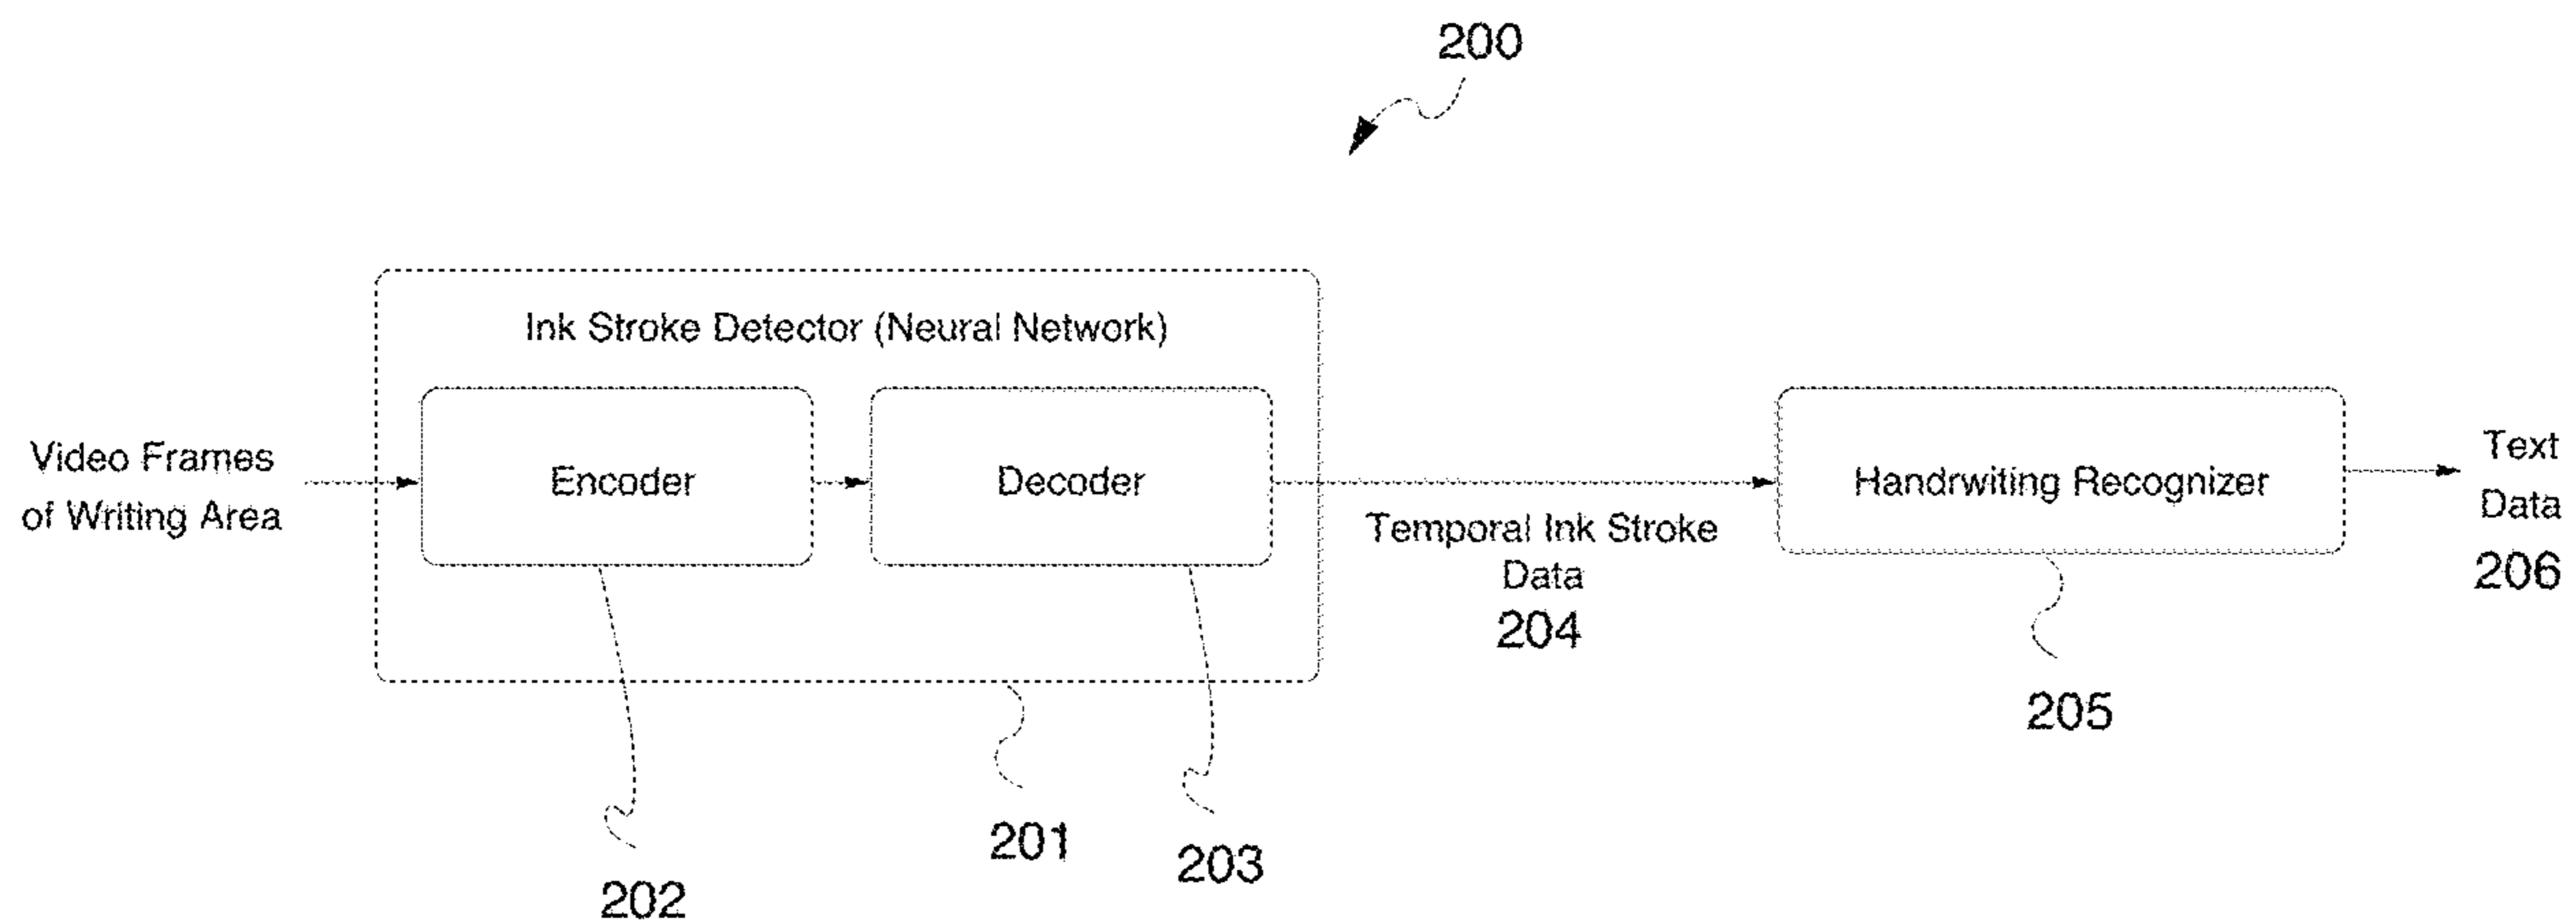 200
Ink Stroke Detector (Neural Network)
Video Frames
of Writing Area
Encoder
Decoder
Temporal Ink Stroke
Data
204
Handrwiting Recognizer
Text
Data
206
205
201
203
202